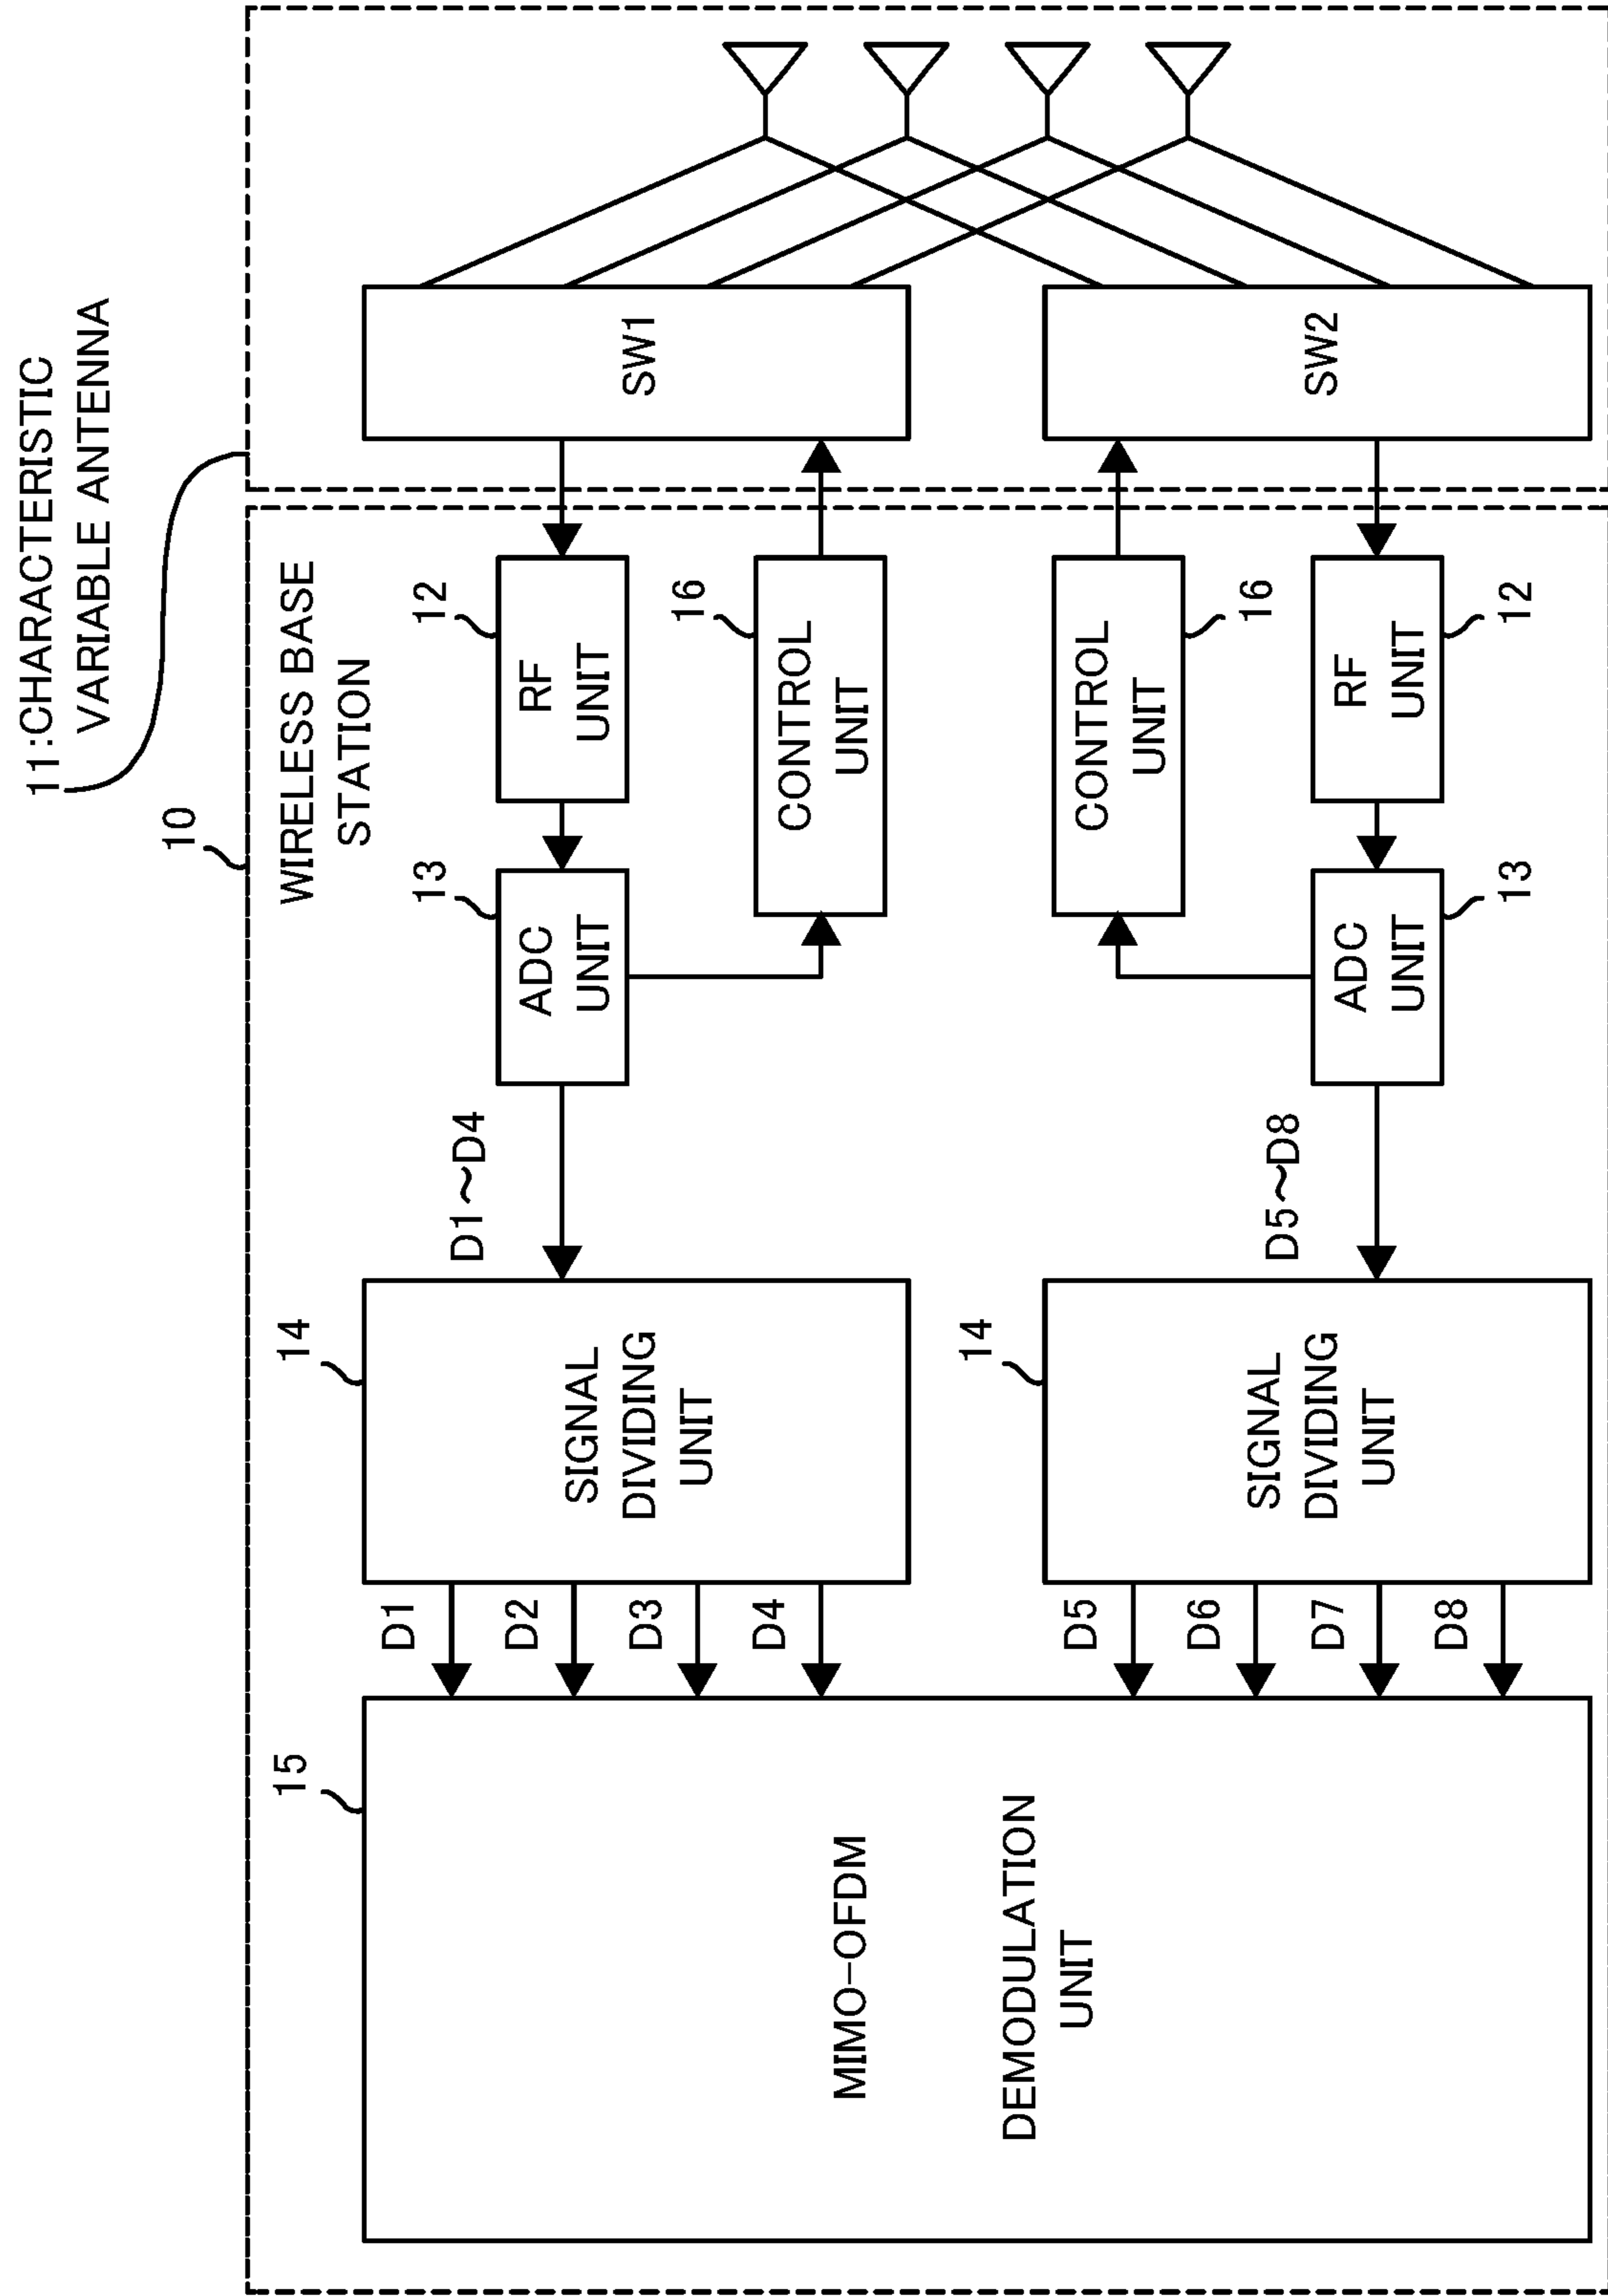 11:CHARACTERISTIC
VARIABLE ANTENNA
10
WIRELESS BASE
STATION
SW1
SW2
12
RF
UNIT
16
CONTROL
UNIT
CONTROL
UNIT
16
RF
UNIT
12
13
ADC
UNIT
ADC
UNIT
13
D1～D4
D5～D8
14
SIGNAL
DIVIDING
UNIT
14
SIGNAL
DIVIDING
UNIT
D1
D2
D3
D4
D5
D6
D7
D8
15
MIMO-OFDM
DEMODULATION
UNIT